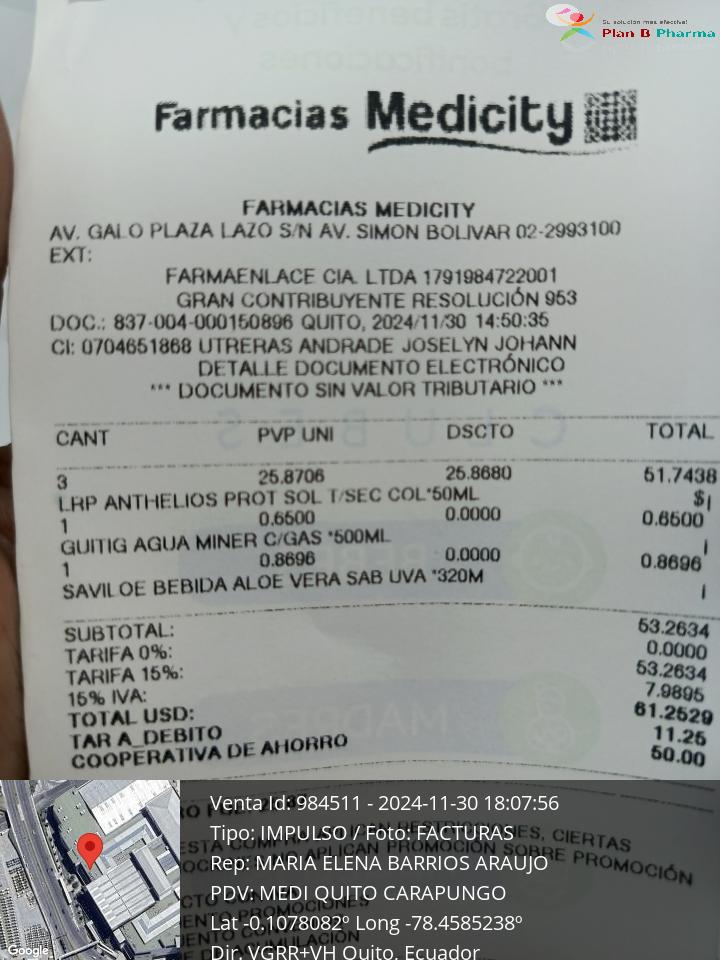 Su solución más efectiva!
Plan B Pharma
Farmacias Medicity
FARMACIAS MEDICITY
AV. GALO PLAZA LAZO S/N AV. SIMON BOLIVAR 02-2993100
EXT:
FARMAENLACE CIA. LTDA 1791984722001
GRAN CONTRIBUYENTE RESOLUCIÓN 953
DOC.: 837-004-000150896 QUITO, 2024/11/30 14:50:35
CI: 0704651868 UTRERAS ANDRADE JOSELYN JOHANN
DETALLE DOCUMENTO ELECTRÓNICO
*** DOCUMENTO SIN VALOR TRIBUTARIO ***
CANT PVP UNI DSCTO TOTAL
3 25.8706 25.8680 51.7438
LRP ANTHELIOS PROT SOL T/SEC COL*50ML $¡
1 0.6500 0.0000 0.6500
GUITIG AGUA MINER C/GAS *500ML ¡
1 0.8696 0.0000 0.8696
SAVILOE BEBIDA ALOE VERA SAB UVA *320M ¡
SUBTOTAL: 53.2634
TARIFA 0%: 0.0000
TARIFA 15%: 53.2634
15% IVA: 7.9895
TOTAL USD: 61.2529
TAR A_DEBITO 11.25
COOPERATIVA DE AHORRO 50.00
Venta Id: 984511 - 2024-11-30 18:07:56
Tipo: IMPULSO / Foto: FACTURAS
RESTRICCIONES, CIERTAS
APLICAN PROMOCIÓN SOBRE PROMOCIÓN
Rep: MARIA ELENA BARRIOS ARAUJO
PDV: MEDI QUITO CARAPUNGO
Lat -0.1078082º Long -78.4585238º
Dir. VGRR+VH Quito, Ecuador
Google